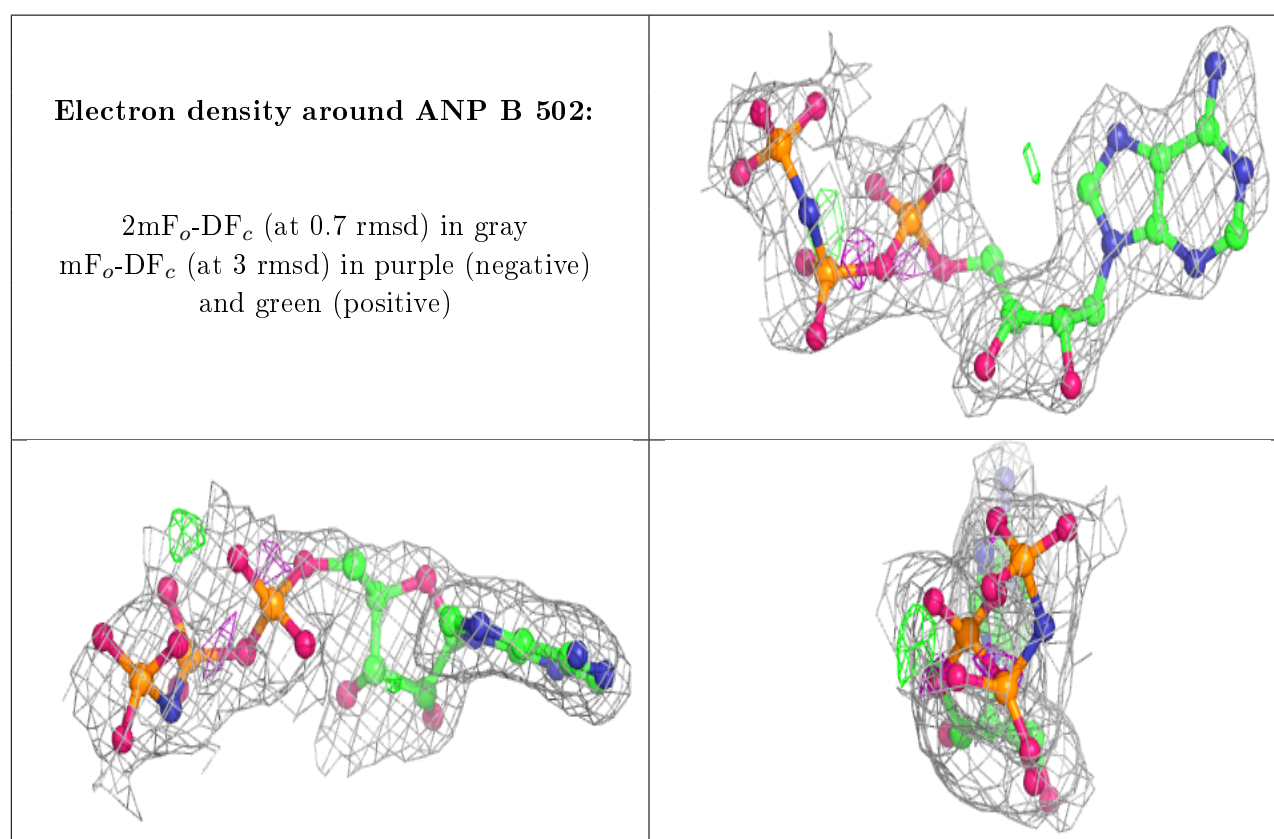 Electron density around ANP B 502:
2mFo-DFc (at 0.7 rmsd) in gray
mFo-DFc (at 3 rmsd) in purple (negative)
and green (positive)